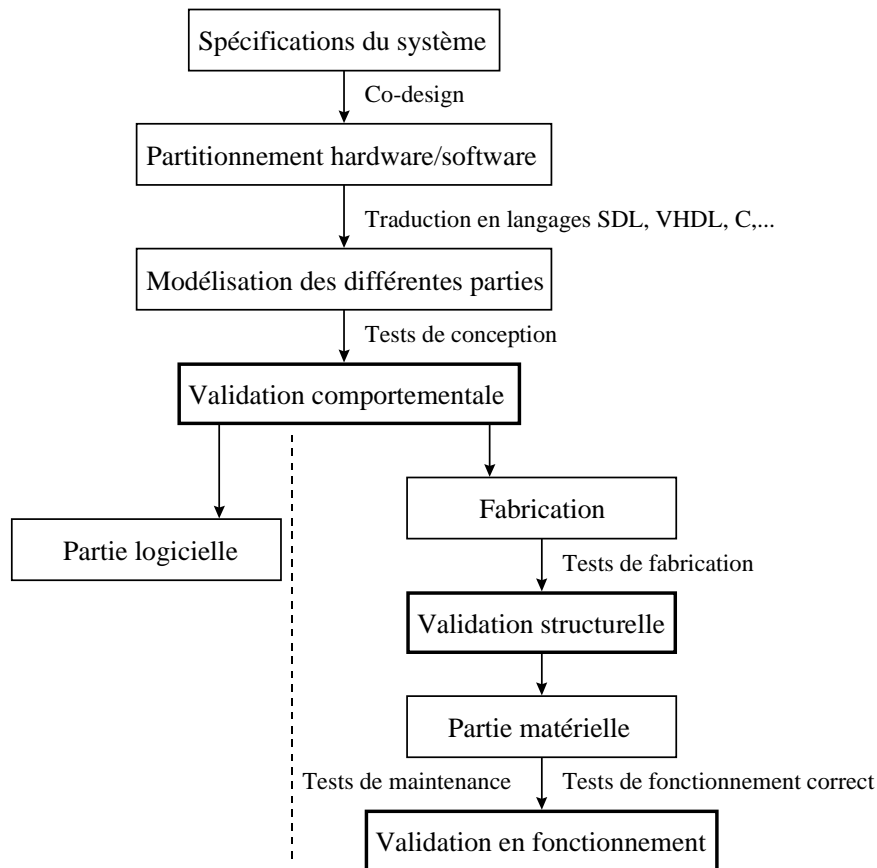 Spécifications du système
Co-design
Partitionnement hardware/software
Traduction en langages SDL, VHDL, C,...
Modélisation des différentes parties
Tests de conception
Validation comportementale
Fabrication
Partie logicielle
Tests de fabrication
Validation structurelle
Partie matérielle
Tests de maintenance
Tests de fonctionnement correct
Validation en fonctionnement